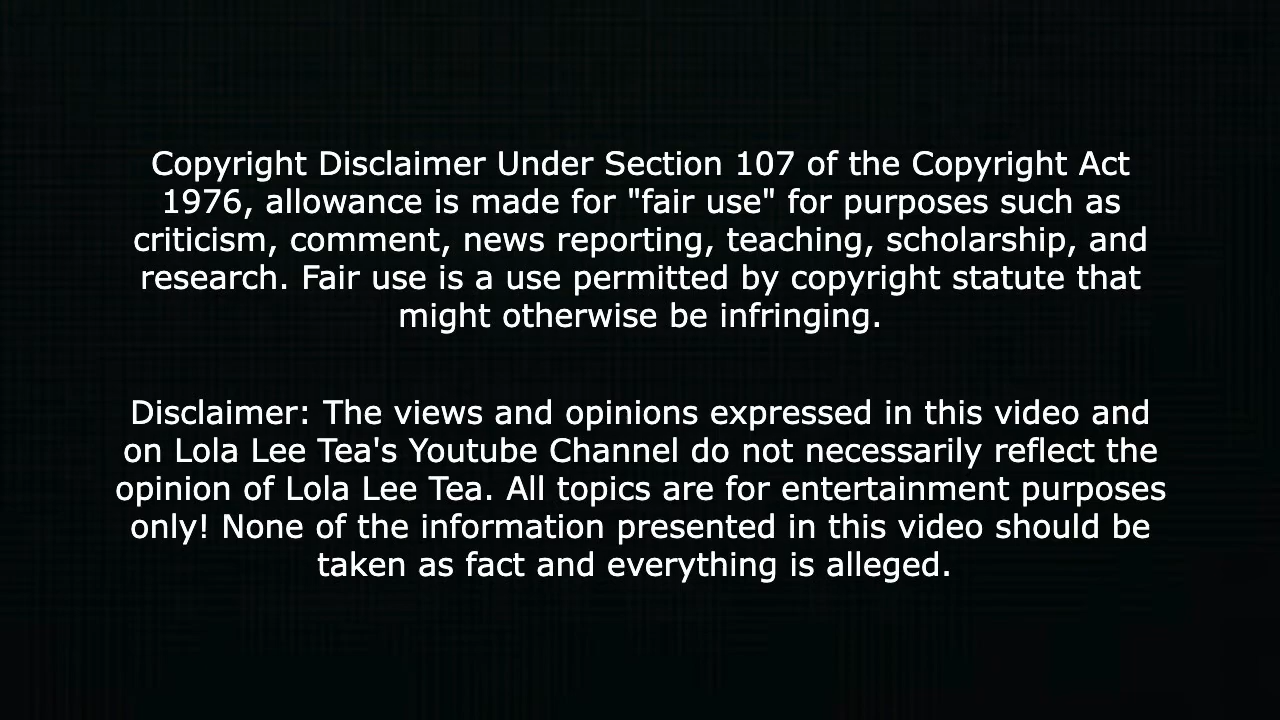 Copyright Disclaimer Under Section 107 of the Copyright Act
1976, allowance is made for "fair use" for purposes such as
criticism, comment, news reporting, teaching, scholarship, and
research. Fair use is a use permitted by copyright statute that
might otherwise be infringing.
Disclaimer: The views and opinions expressed in this video and
on Lola Lee Tea's Youtube Channel do not necessarily reflect the
opinion of Lola Lee Tea. All topics are for entertainment purposes
only! None of the information presented in this video should be
taken as fact and everything is alleged.